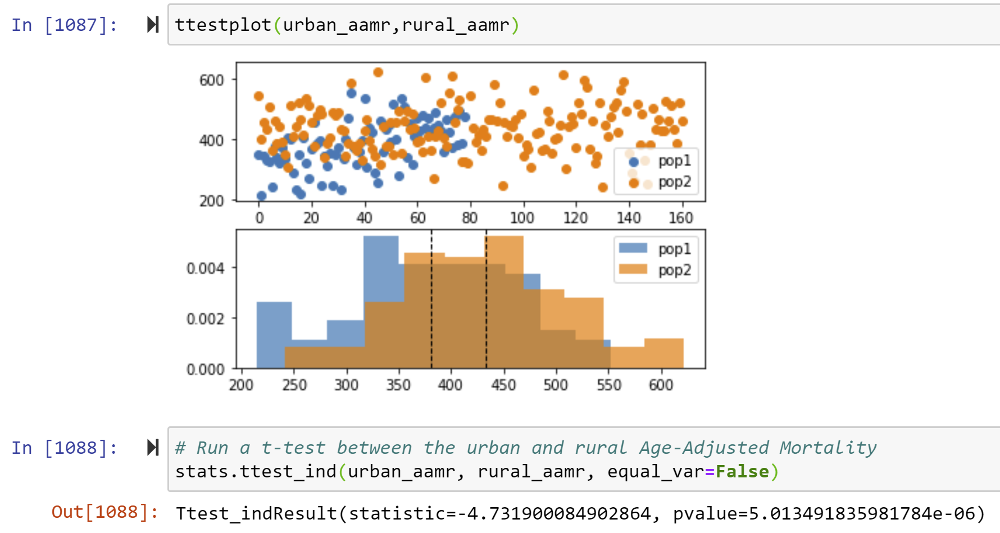 In [1087]: ttestplot(urban_aamr,rural_aamr)
600
400
200
0 20 40 60 80 100 120 140 160
pop1
pop2
0.004
0.002
0.000
200 250 300 350 400 450 500 550 600
pop1
pop2
In [1088]: # Run a t-test between the urban and rural Age-Adjusted Mortality
stats.ttest_ind(urban_aamr, rural_aamr, equal_var=False)
Out[1088]: Ttest_indResult(statistic=-4.731900084902864, pvalue=5.013491835981784e-06)